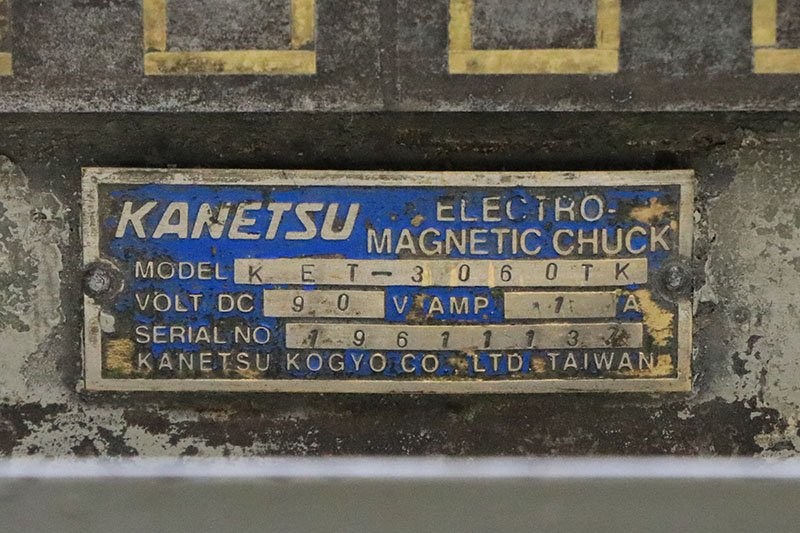 KANETSU ELECTRO-
MAGNETIC CHUCK
MODEL KET-3060TK
VOLT DC 90 V AMP. 1 A
SERIAL NO 19611137
KANETSU KOGYO CO., LTD. TAIWAN